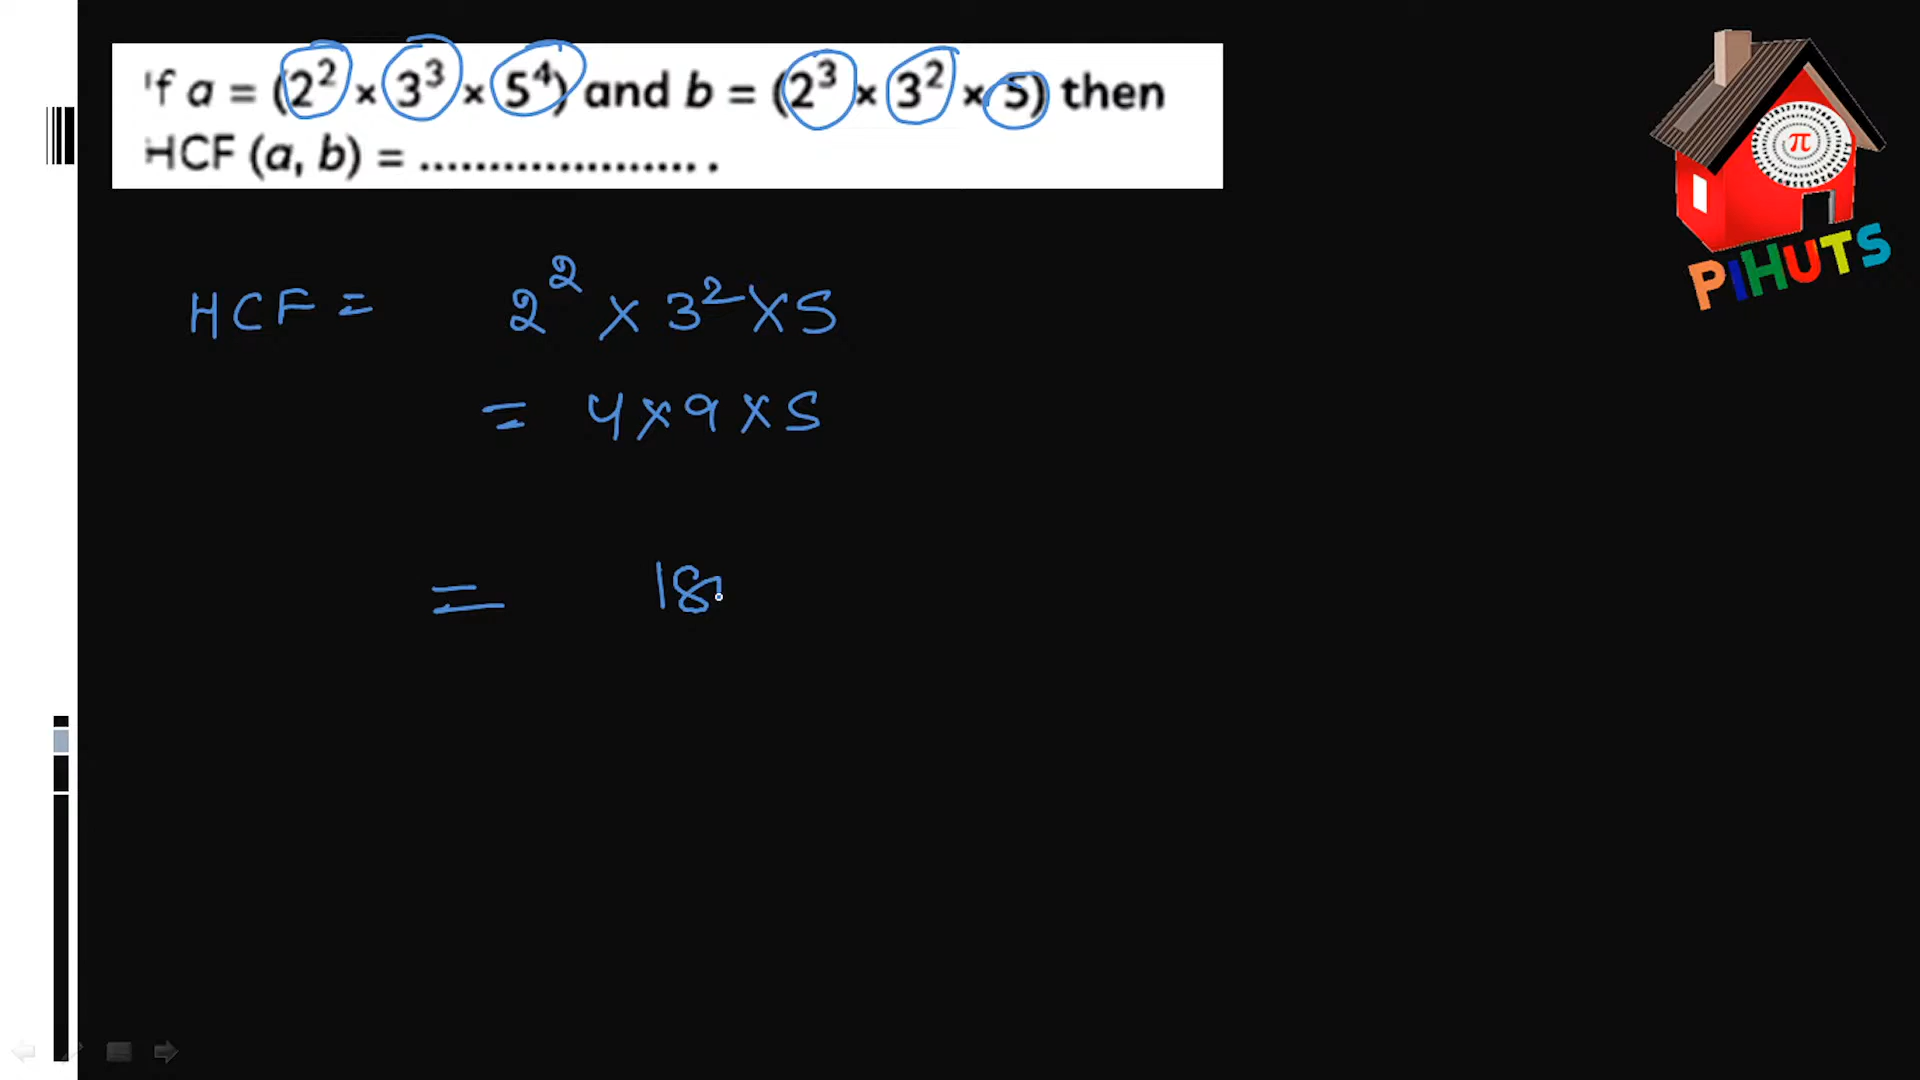 If a = (2² × 3³ × 5⁴) and b = (2³ × 3² × 5) then
HCF (a, b) = ..................... .
HCF = 2² × 3² × 5
= 4 × 9 × 5
= 18
π
PIHUTS